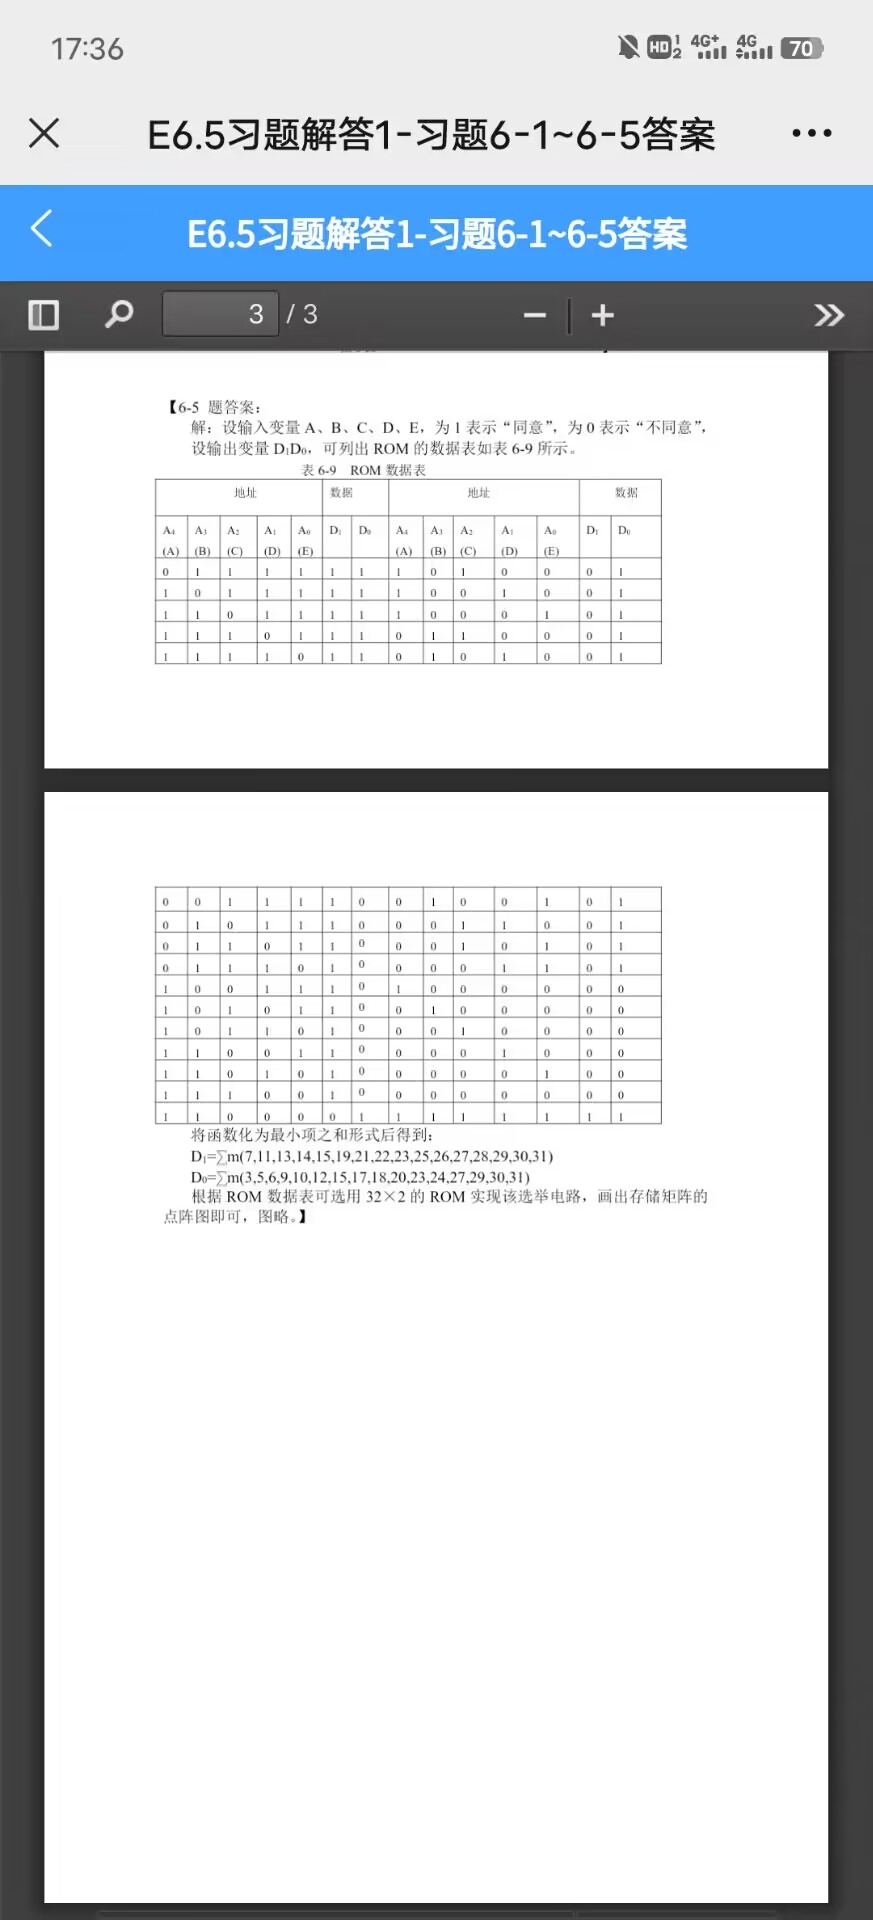 17:36
HD 1 2 4G+ 4G 70
E6.5习题解答1-习题6-1~6-5答案
E6.5习题解答1-习题6-1~6-5答案
3 / 3
【6-5 题答案:
解:设输入变量 A、B、C、D、E,为 1 表示“同意”,为 0 表示“不同意”,
设输出变量 D₁D₀,可列出 ROM 的数据表如表 6-9 所示。
表 6-9 ROM 数据表
地址 数据 地址 数据
A₄ A₃ A₂ A₁ A₀ D₁ D₀ A₄ A₃ A₂ A₁ A₀ D₁ D₀
(A) (B) (C) (D) (E) (A) (B) (C) (D) (E)
0 1 1 1 1 1 1 1 0 1 0 0 0 1
1 0 1 1 1 1 1 1 0 0 1 0 0 1
1 1 0 1 1 1 1 1 0 0 0 1 0 1
1 1 1 0 1 1 1 0 1 1 0 0 0 1
1 1 1 1 0 1 1 0 1 0 1 0 0 1
0 0 1 1 1 1 0 0 1 0 0 1 0 1
0 1 0 1 1 1 0 0 0 1 1 0 0 1
0 1 1 0 1 1 0 0 0 1 0 1 0 1
0 1 1 1 0 1 0 0 0 0 1 1 0 1
1 0 0 1 1 1 0 1 0 0 0 0 0 0
1 0 1 0 1 1 0 0 1 0 0 0 0 0
1 0 1 1 0 1 0 0 0 1 0 0 0 0
1 1 0 0 1 1 0 0 0 0 1 0 0 0
1 1 0 1 0 1 0 0 0 0 0 1 0 0
1 1 1 0 0 1 0 0 0 0 0 0 0 0
1 1 0 0 0 0 1 1 1 1 1 1 1 1
将函数化为最小项之和形式后得到:
D₁=∑m(7,11,13,14,15,19,21,22,23,25,26,27,28,29,30,31)
D₀=∑m(3,5,6,9,10,12,15,17,18,20,23,24,27,29,30,31)
根据 ROM 数据表可选用 32×2 的 ROM 实现该选举电路,画出存储矩阵的
点阵图即可,图略。】